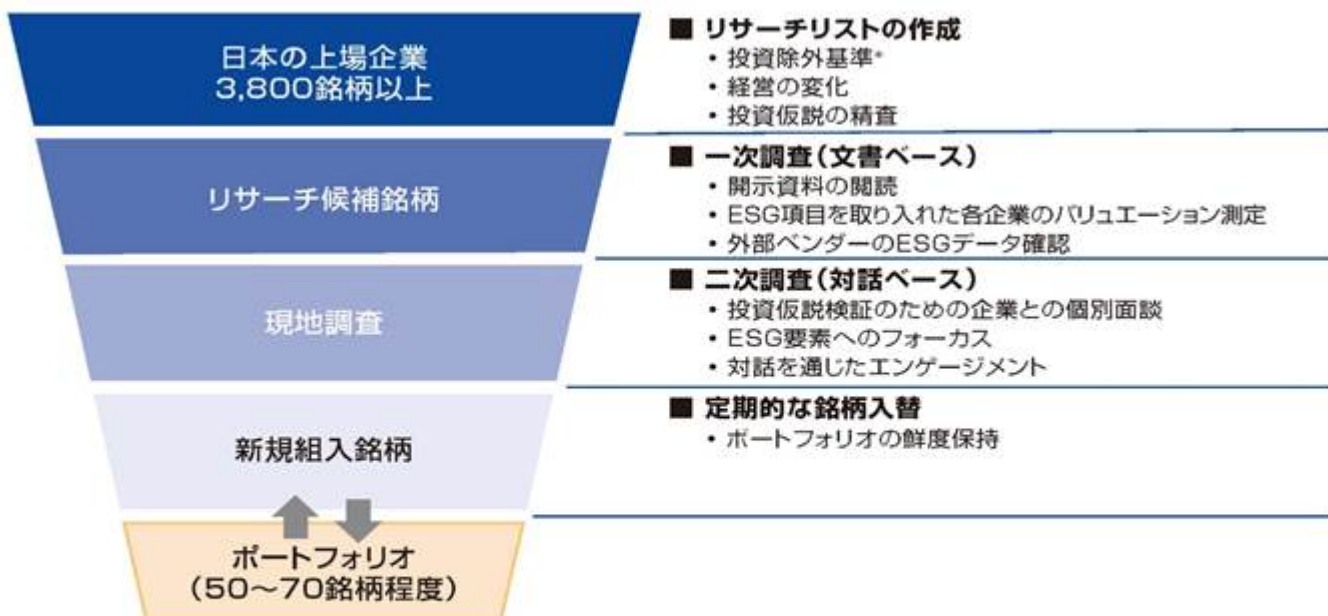 日本の上場企業
3,800銘柄以上
■ リサーチリストの作成
・投資除外基準*
・経営の変化
・投資仮説の精査
リサーチ候補銘柄
■ 一次調査(文書ベース)
・開示資料の閲読
・ESG項目を取り入れた各企業のバリュエーション測定
・外部ベンダーのESGデータ確認
現地調査
■ 二次調査(対話ベース)
・投資仮説検証のための企業との個別面談
・ESG要素へのフォーカス
・対話を通じたエンゲージメント
新規組入銘柄
■ 定期的な銘柄入替
・ポートフォリオの鮮度保持
ポートフォリオ
(50〜70銘柄程度)